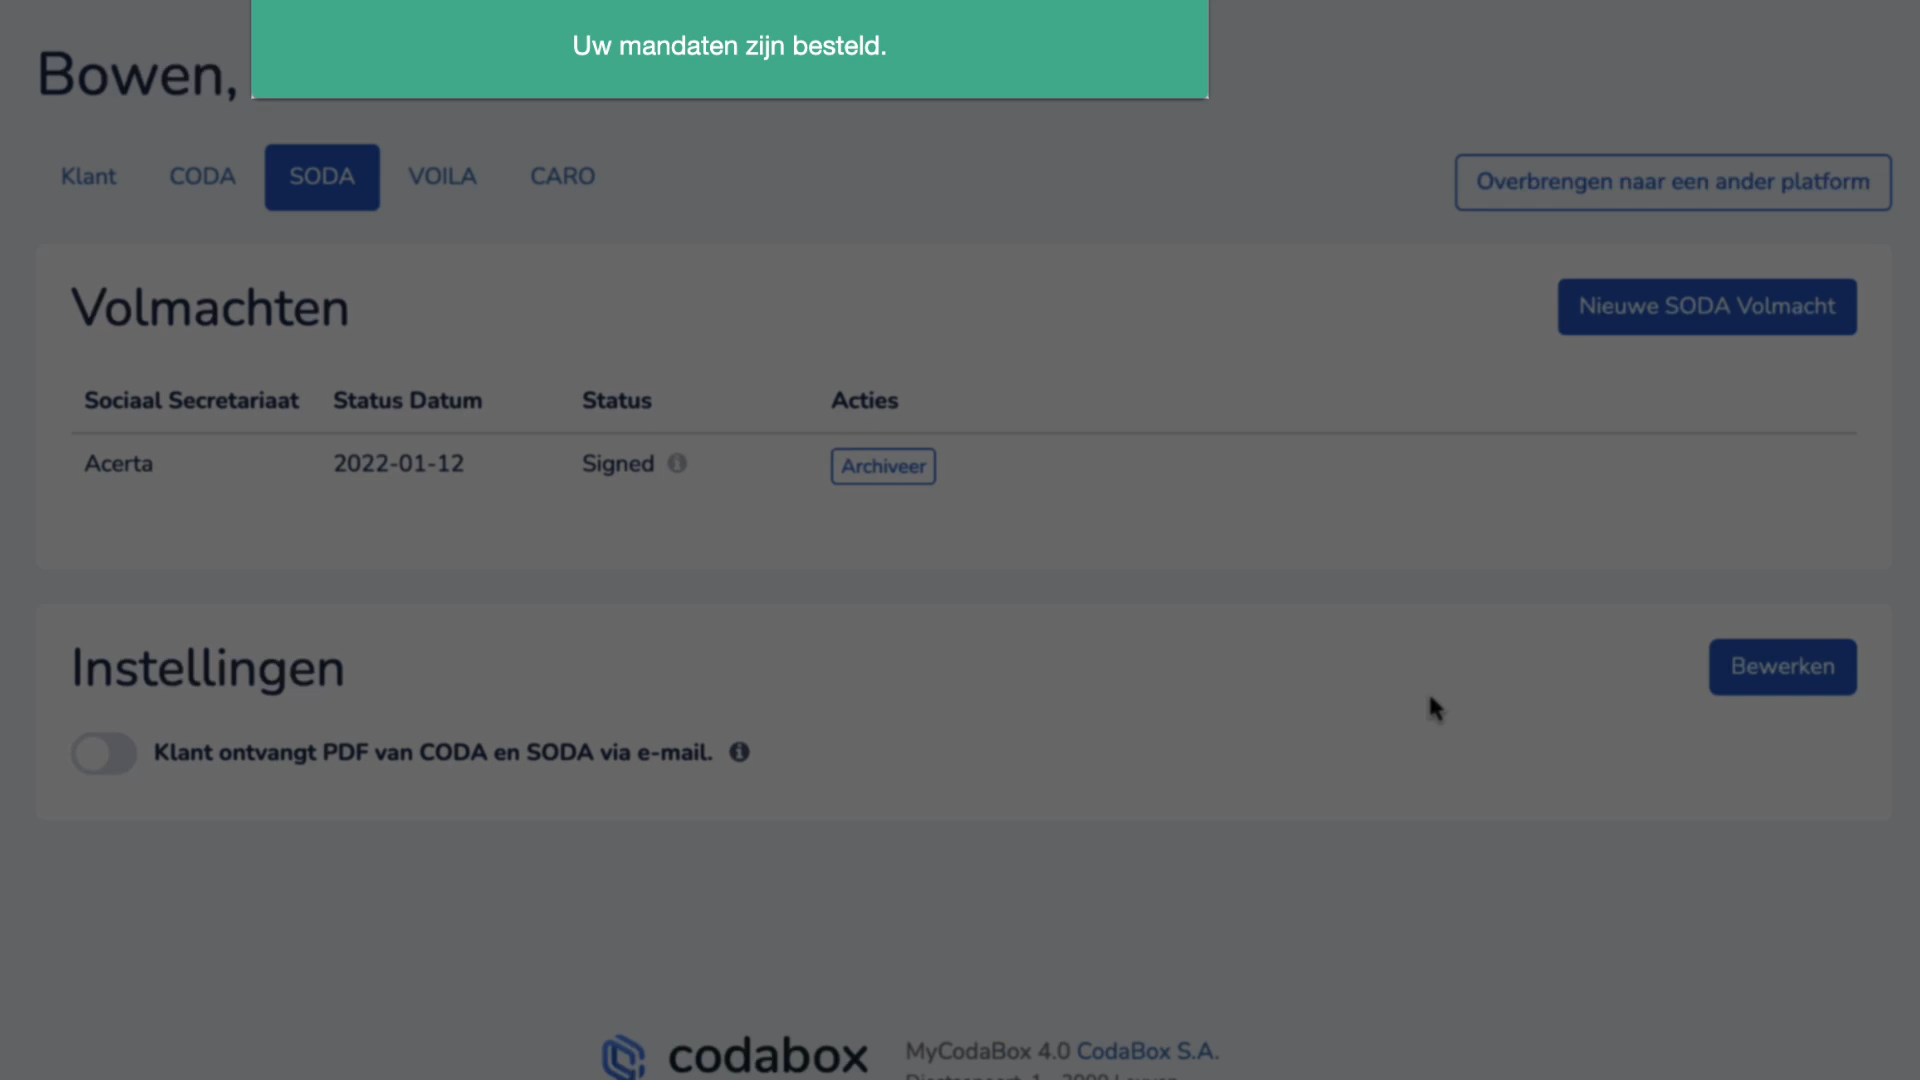 Uw mandaten zijn besteld.
Bowen,
Klant CODA SODA VOILA CARO
Overbrengen naar een ander platform
Volmachten
Nieuwe SODA Volmacht
Sociaal Secretariaat Status Datum Status Acties
Acerta 2022-01-12 Signed Archiveer
Instellingen
Bewerken
Klant ontvangt PDF van CODA en SODA via e-mail.
codabox
MyCodaBox 4.0 CodaBox S.A.